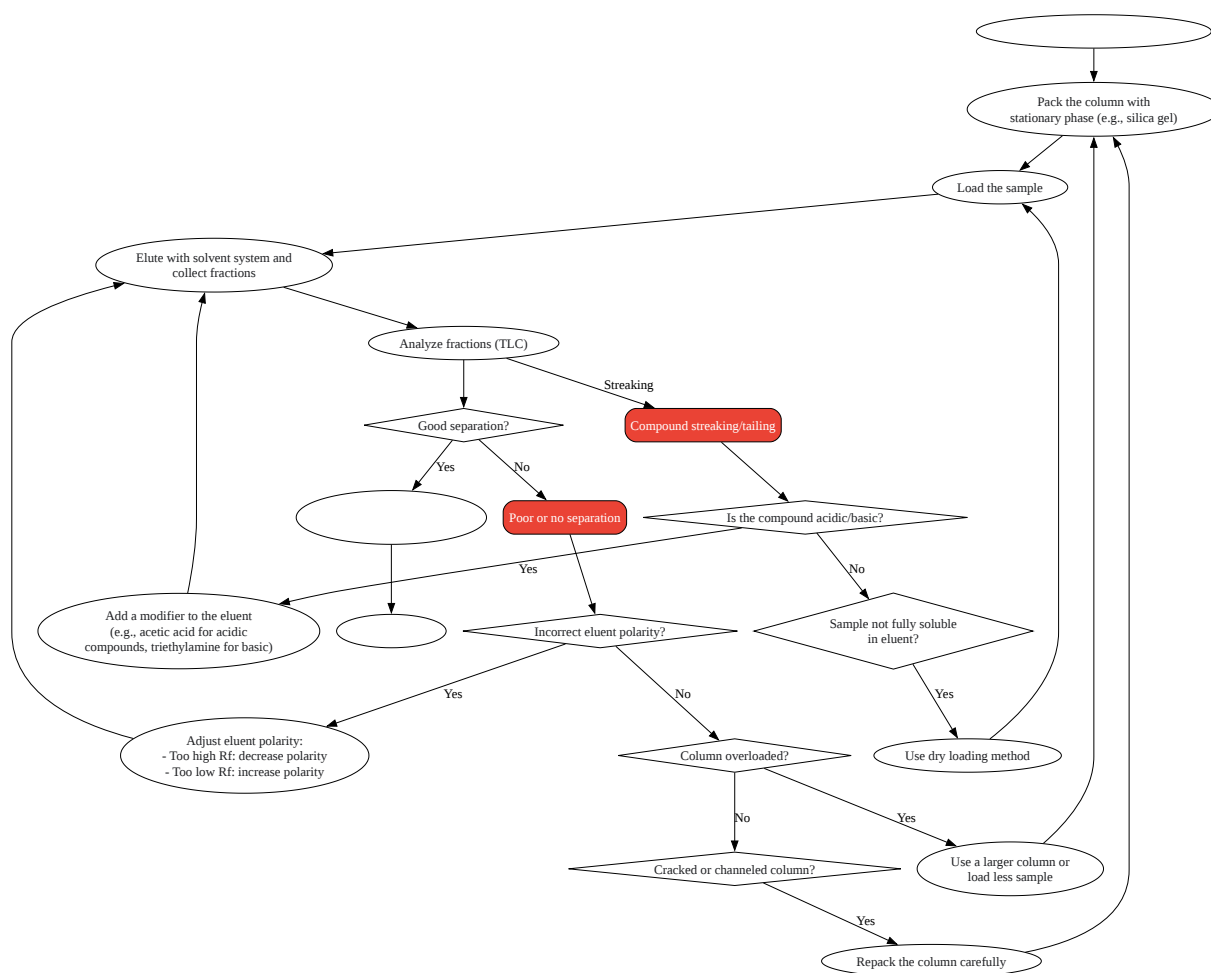 Pack the column with
stationary phase (e.g., silica gel)
Load the sample
Elute with solvent system and
collect fractions
Analyze fractions (TLC)
Streaking
Good separation?
Compound streaking/tailing
Yes
No
Poor or no separation
Is the compound acidic/basic?
Yes
No
Add a modifier to the eluent
(e.g., acetic acid for acidic
compounds, triethylamine for basic)
Incorrect eluent polarity?
Sample not fully soluble
in eluent?
Yes
No
Yes
Adjust eluent polarity:
- Too high Rf: decrease polarity
- Too low Rf: increase polarity
Column overloaded?
Use dry loading method
No
Yes
Cracked or channeled column?
Use a larger column or
load less sample
Yes
Repack the column carefully